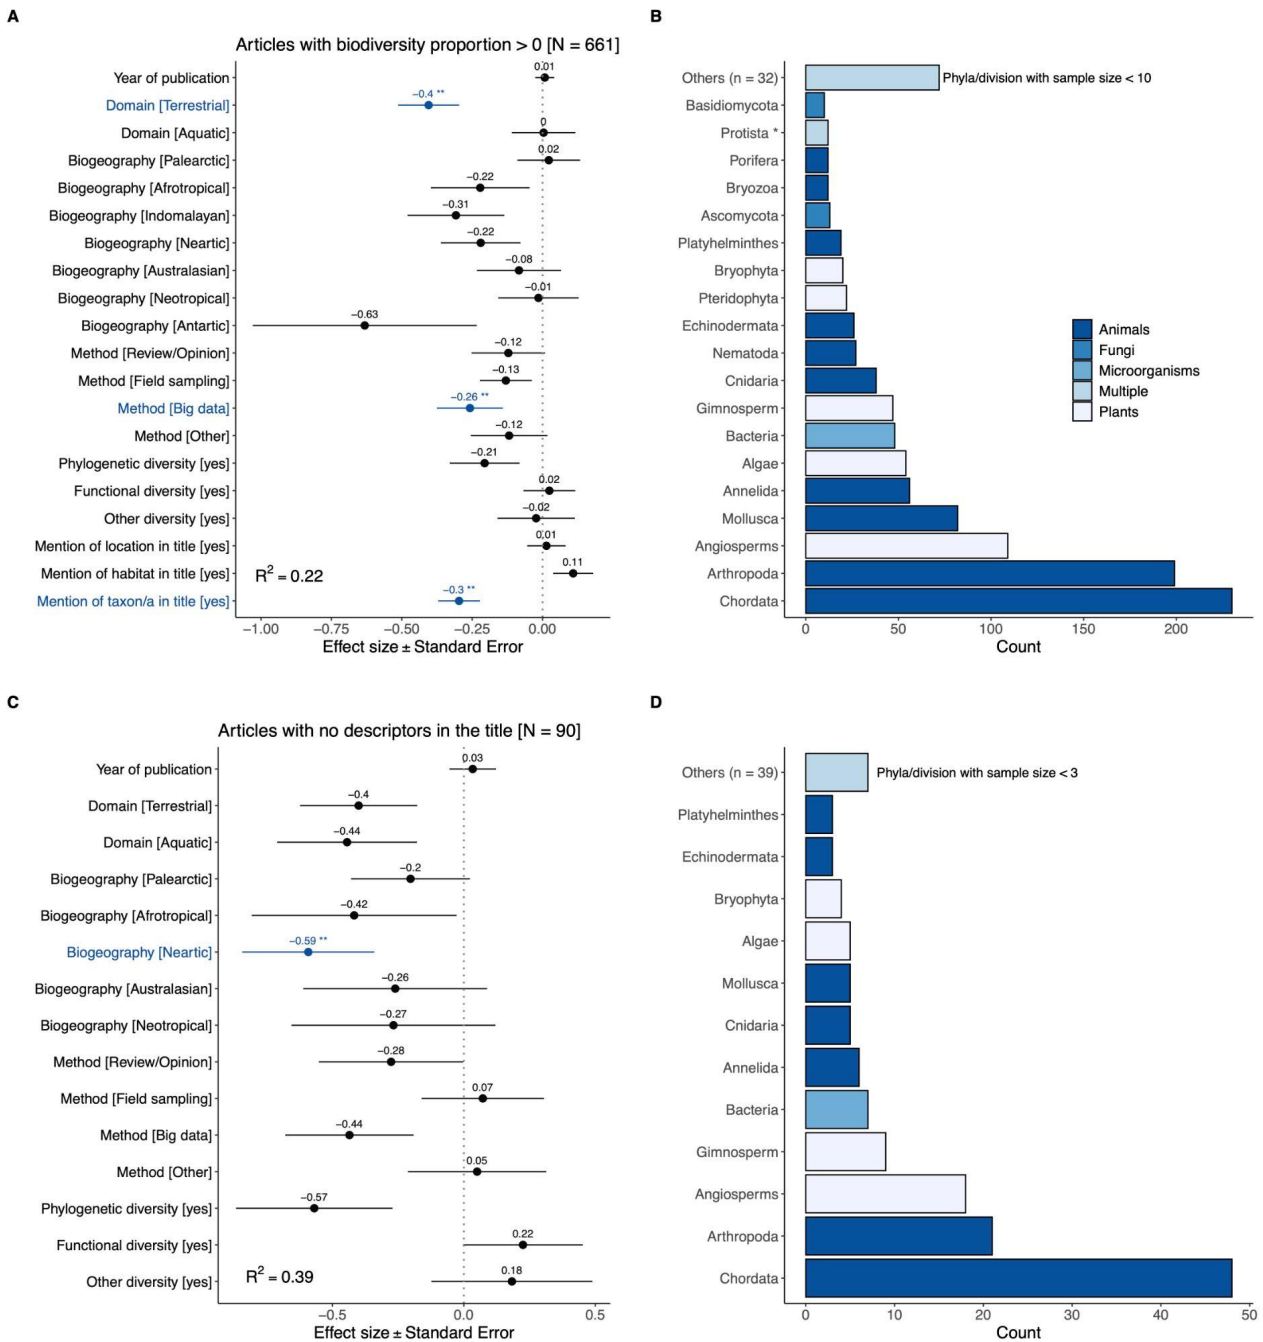 A
Articles with biodiversity proportion > 0 [N = 661]
Year of publication
0.01
Domain [Terrestrial]
−0.4 **
Domain [Aquatic]
0
Biogeography [Palearctic]
0.02
Biogeography [Afrotropical]
−0.22
Biogeography [Indomalayan]
−0.31
Biogeography [Neartic]
−0.22
Biogeography [Australasian]
−0.08
Biogeography [Neotropical]
−0.01
Biogeography [Antartic]
−0.63
Method [Review/Opinion]
−0.12
Method [Field sampling]
−0.13
Method [Big data]
−0.26 **
Method [Other]
−0.12
Phylogenetic diversity [yes]
−0.21
Functional diversity [yes]
0.02
Other diversity [yes]
−0.02
Mention of location in title [yes]
0.01
Mention of habitat in title [yes]
0.11
Mention of taxon/a in title [yes]
−0.3 **
R² = 0.22
−1.00 −0.75 −0.50 −0.25 0.00
Effect size ± Standard Error
B
Others (n = 32)
Phyla/division with sample size < 10
Basidiomycota
Protista *
Porifera
Bryozoa
Ascomycota
Platyhelminthes
Bryophyta
Pteridophyta
Echinodermata
Nematoda
Cnidaria
Gimnosperm
Bacteria
Algae
Annelida
Mollusca
Angiosperms
Arthropoda
Chordata
Animals
Fungi
Microorganisms
Multiple
Plants
0 50 100 150 200
Count
C
Articles with no descriptors in the title [N = 90]
Year of publication
0.03
Domain [Terrestrial]
−0.4
Domain [Aquatic]
−0.44
Biogeography [Palearctic]
−0.2
Biogeography [Afrotropical]
−0.42
Biogeography [Neartic]
−0.59 **
Biogeography [Australasian]
−0.26
Biogeography [Neotropical]
−0.27
Method [Review/Opinion]
−0.28
Method [Field sampling]
0.07
Method [Big data]
−0.44
Method [Other]
0.05
Phylogenetic diversity [yes]
−0.57
Functional diversity [yes]
0.22
Other diversity [yes]
0.18
R² = 0.39
−0.5 0.0 0.5
Effect size ± Standard Error
D
Others (n = 39)
Phyla/division with sample size < 3
Platyhelminthes
Echinodermata
Bryophyta
Algae
Mollusca
Cnidaria
Annelida
Bacteria
Gimnosperm
Angiosperms
Arthropoda
Chordata
0 10 20 30 40 50
Count